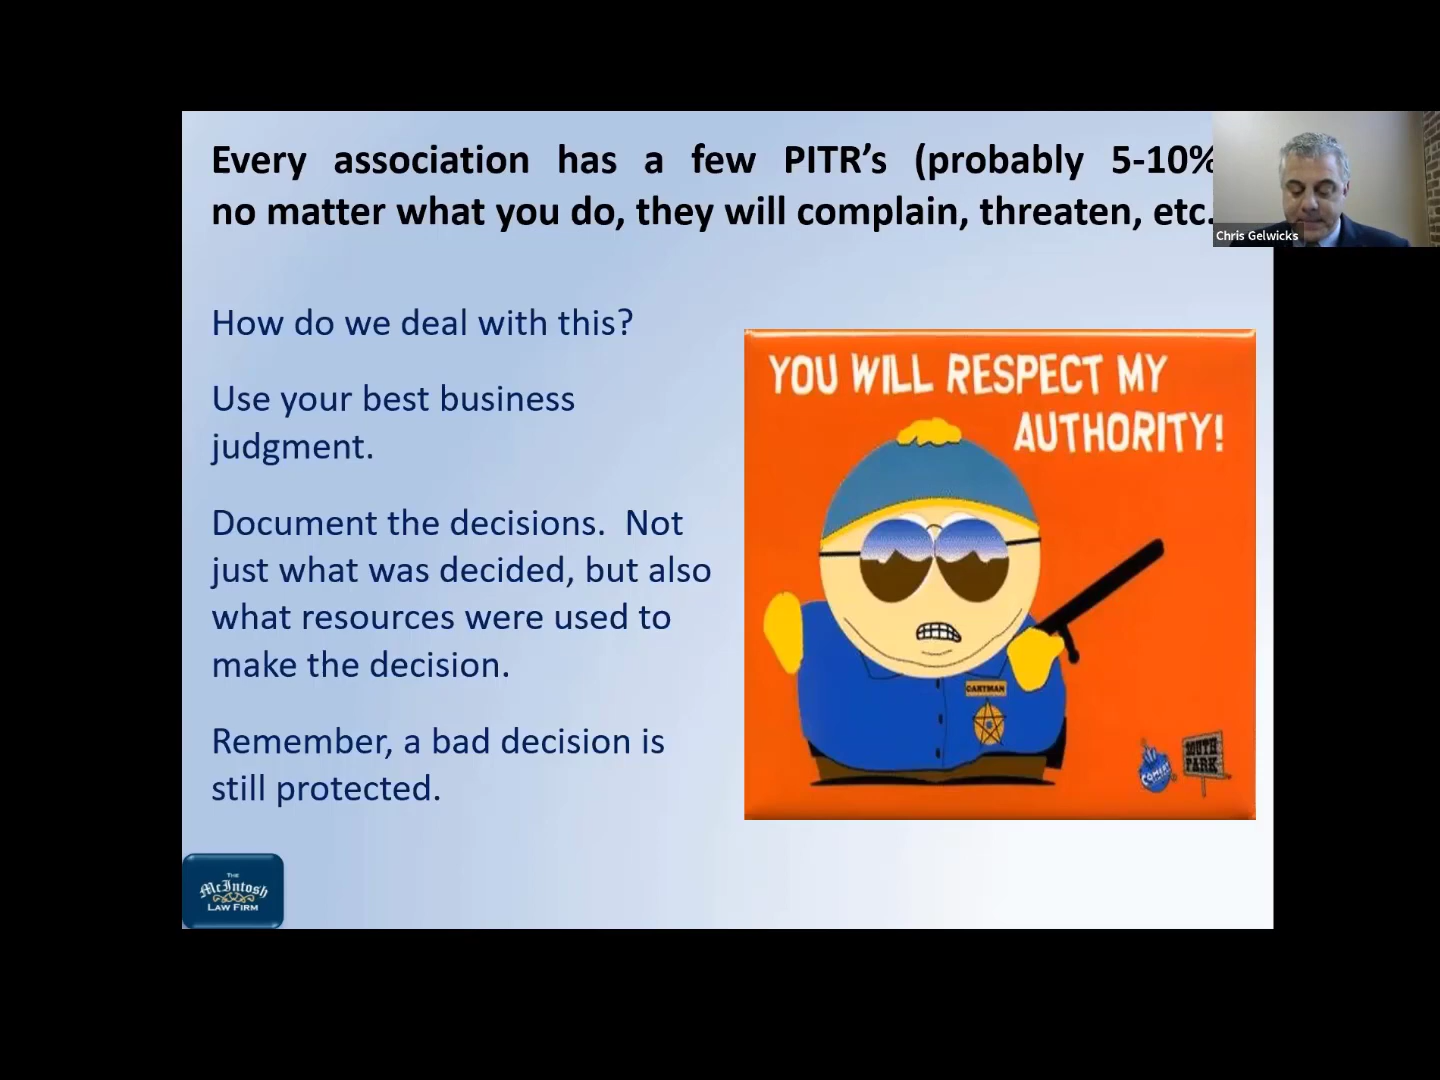 Every association has a few PITR’s (probably 5-10%
no matter what you do, they will complain, threaten, etc.
Chris Gelwicks
How do we deal with this?
Use your best business
judgment.
Document the decisions. Not
just what was decided, but also
what resources were used to
make the decision.
Remember, a bad decision is
still protected.
YOU WILL RESPECT MY
AUTHORITY!
CARTMAN
COMEDY
SOUTH
PARK
THE
McIntosh
LAW FIRM